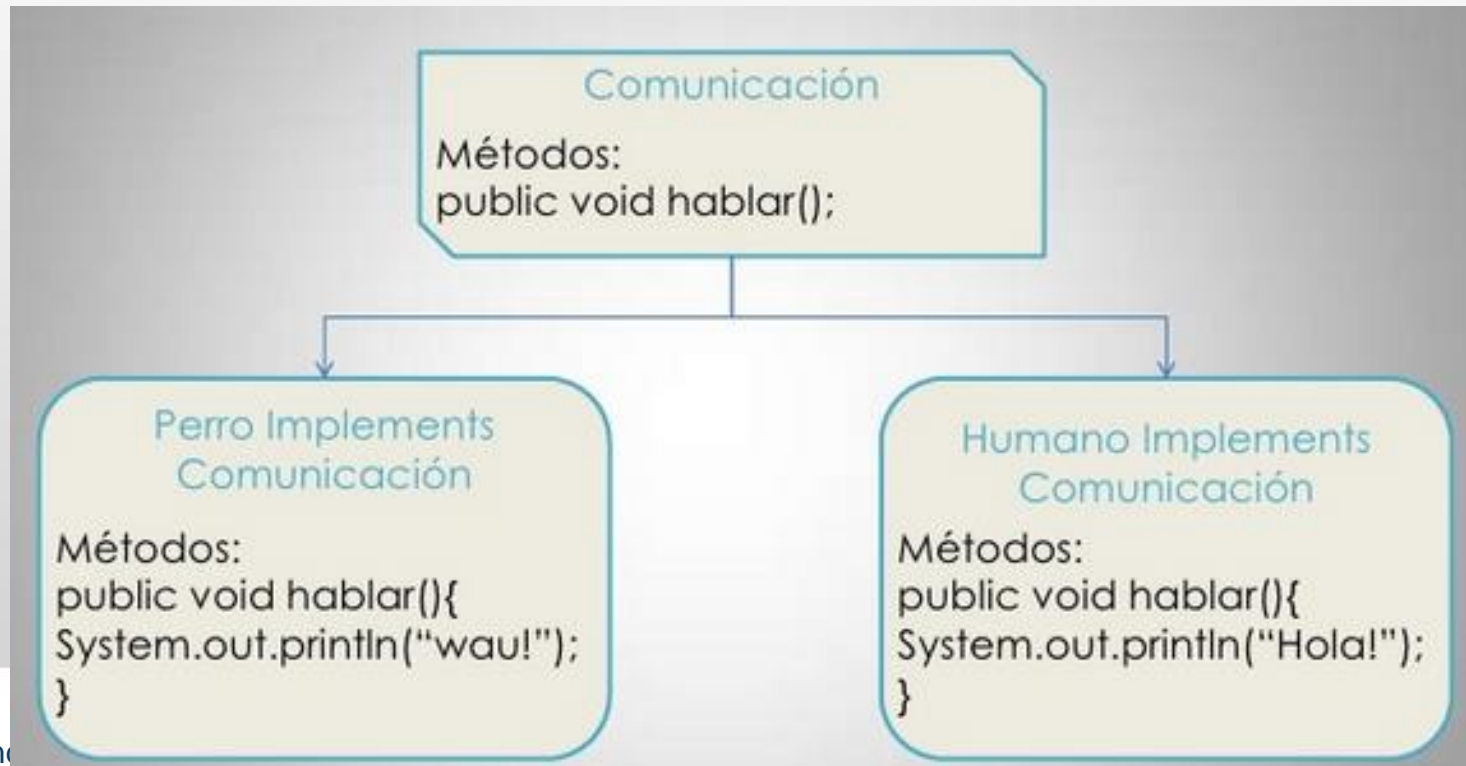 Comunicación
Métodos:
public void hablar();
Perro Implements
Comunicación
Métodos:
public void hablar(){
System.out.println(“wau!”);
}
Humano Implements
Comunicación
Métodos:
public void hablar(){
System.out.println(“Hola!”);
}